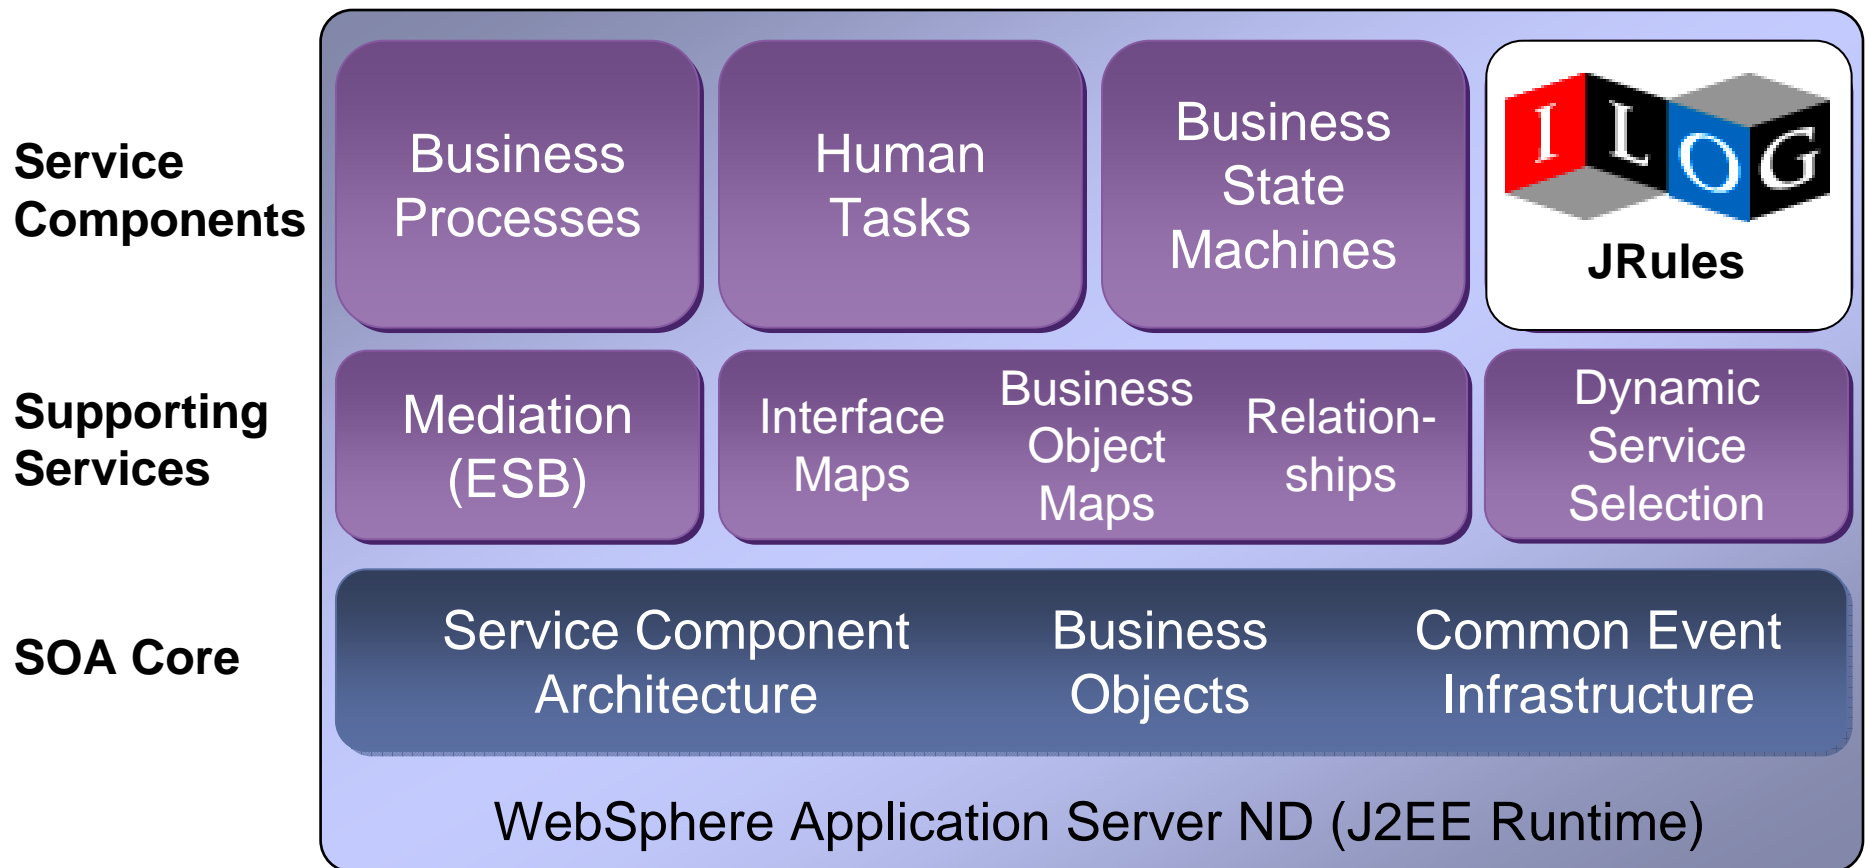 Service
Components
Business
Processes
Human
Tasks
Business
State
Machines
ILOG
JRules
Supporting
Services
Mediation
(ESB)
Interface
Maps
Business
Object
Maps
Relation-
ships
Dynamic
Service
Selection
SOA Core
Service Component
Architecture
Business
Objects
Common Event
Infrastructure
WebSphere Application Server ND (J2EE Runtime)